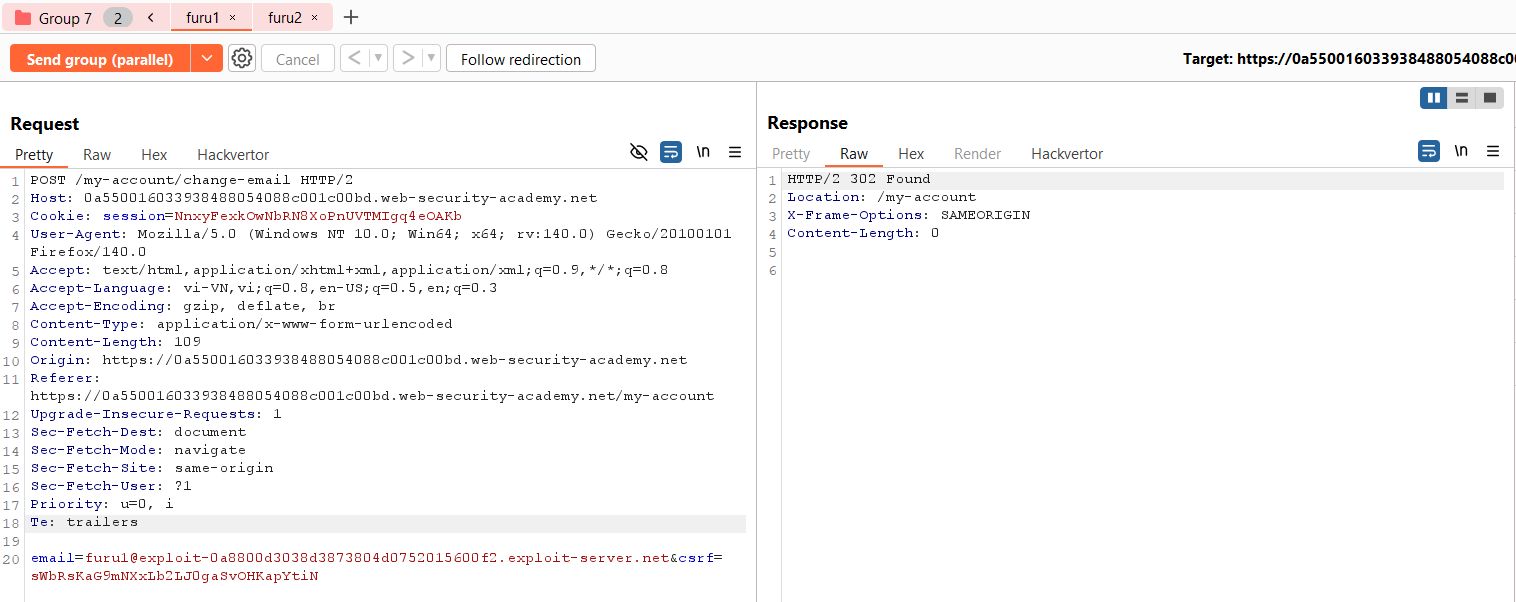 Group 7 2 < furu1 × furu2 × +
Send group (parallel) Cancel < > Follow redirection Target: https://0a550016033938488054088c00
Request
Pretty Raw Hex Hackvertor \n
1 POST /my-account/change-email HTTP/2
2 Host: 0a550016033938488054088c001c00bd.web-security-academy.net
3 Cookie: session=NnxyFexkOwNbRN8XoPnUVTMIgq4eOAKb
4 User-Agent: Mozilla/5.0 (Windows NT 10.0; Win64; x64; rv:140.0) Gecko/20100101
Firefox/140.0
5 Accept: text/html,application/xhtml+xml,application/xml;q=0.9,*/*;q=0.8
6 Accept-Language: vi-VN,vi;q=0.8,en-US;q=0.5,en;q=0.3
7 Accept-Encoding: gzip, deflate, br
8 Content-Type: application/x-www-form-urlencoded
9 Content-Length: 109
10 Origin: https://0a550016033938488054088c001c00bd.web-security-academy.net
11 Referer:
https://0a550016033938488054088c001c00bd.web-security-academy.net/my-account
12 Upgrade-Insecure-Requests: 1
13 Sec-Fetch-Dest: document
14 Sec-Fetch-Mode: navigate
15 Sec-Fetch-Site: same-origin
16 Sec-Fetch-User: ?1
17 Priority: u=0, i
18 Te: trailers
19
20 email=furu1@exploit-0a8800d3038d3873804d0752015600f2.exploit-server.net&csrf=
sWbRsKaG9mNXxLb2LJ0gaSvOHKapYtiN
Response
Pretty Raw Hex Render Hackvertor \n
1 HTTP/2 302 Found
2 Location: /my-account
3 X-Frame-Options: SAMEORIGIN
4 Content-Length: 0
5
6